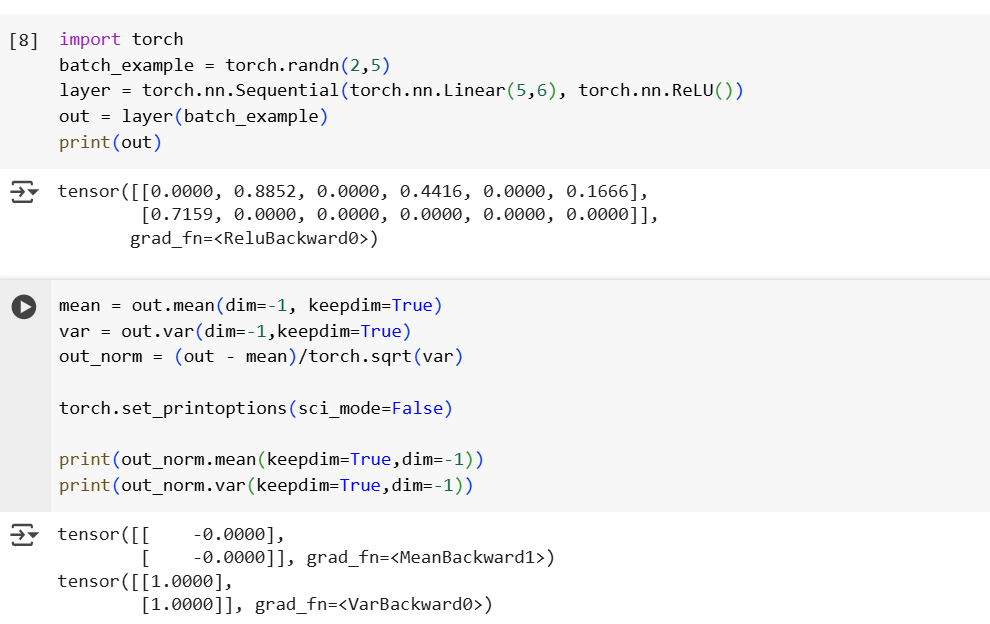 [8] import torch
batch_example = torch.randn(2,5)
layer = torch.nn.Sequential(torch.nn.Linear(5,6), torch.nn.ReLU())
out = layer(batch_example)
print(out)
tensor([[0.0000, 0.8852, 0.0000, 0.4416, 0.0000, 0.1666],
        [0.7159, 0.0000, 0.0000, 0.0000, 0.0000, 0.0000]],
       grad_fn=<ReluBackward0>)
mean = out.mean(dim=-1, keepdim=True)
var = out.var(dim=-1,keepdim=True)
out_norm = (out - mean)/torch.sqrt(var)
torch.set_printoptions(sci_mode=False)
print(out_norm.mean(keepdim=True,dim=-1))
print(out_norm.var(keepdim=True,dim=-1))
tensor([[    -0.0000],
        [    -0.0000]], grad_fn=<MeanBackward1>)
tensor([[1.0000],
        [1.0000]], grad_fn=<VarBackward0>)